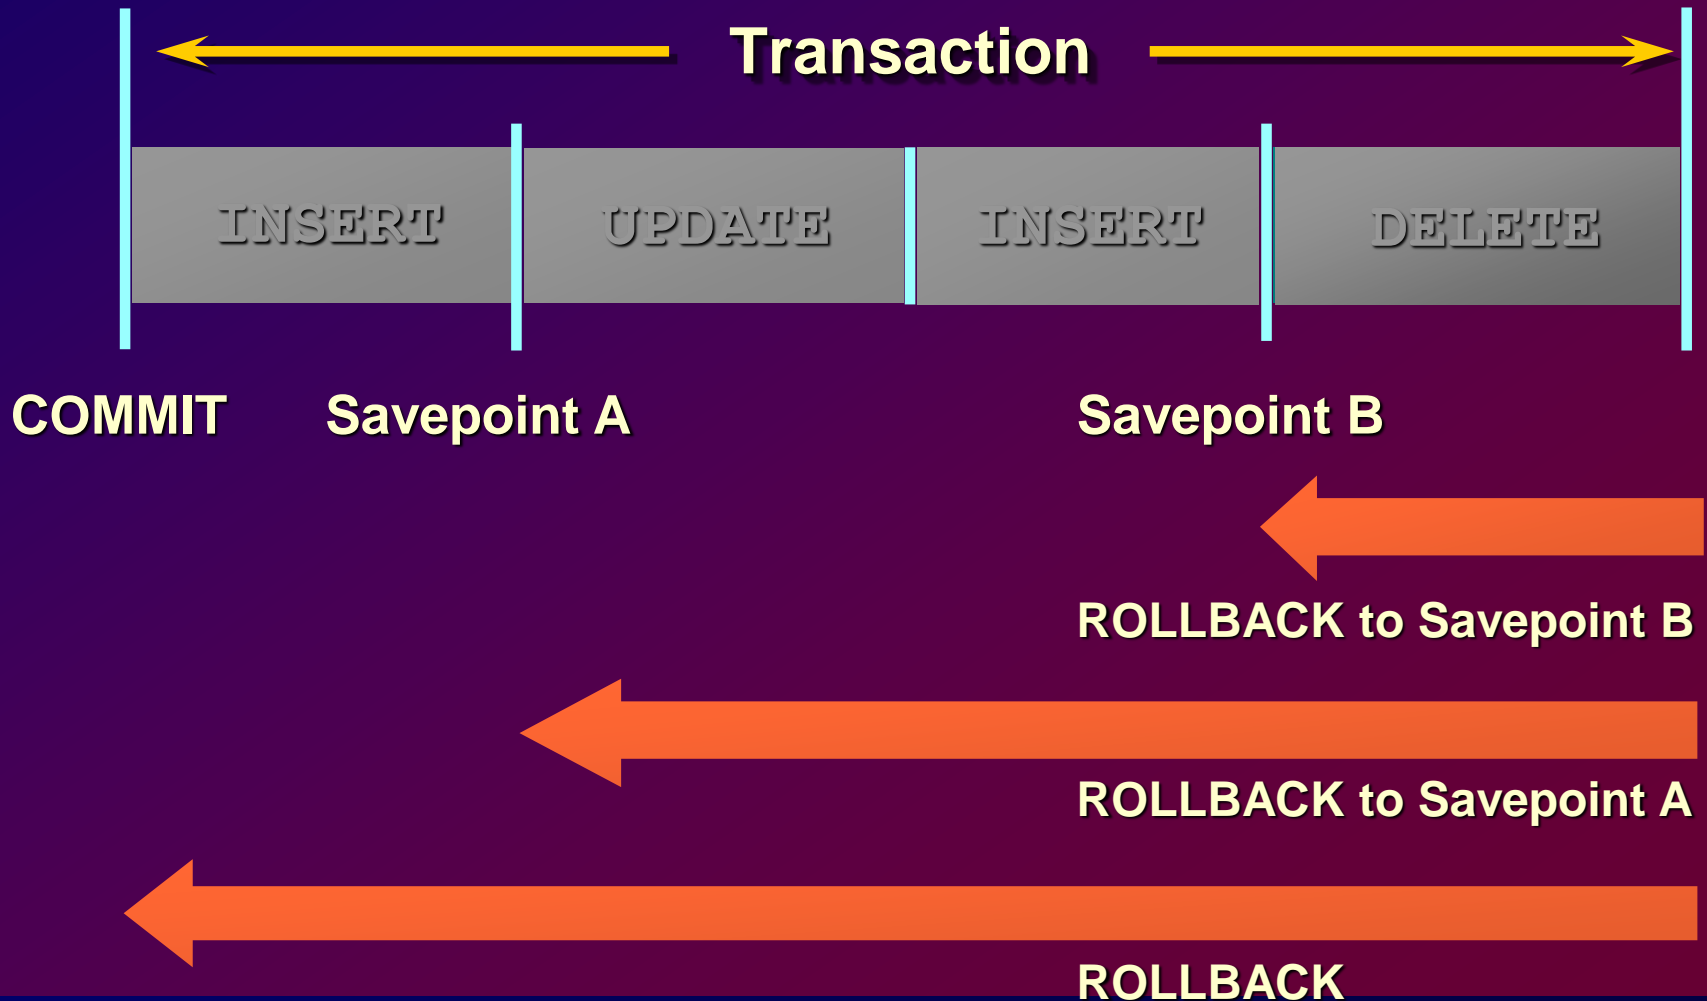 Transaction
INSERT UPDATE INSERT DELETE
COMMIT Savepoint A Savepoint B
ROLLBACK to Savepoint B
ROLLBACK to Savepoint A
ROLLBACK